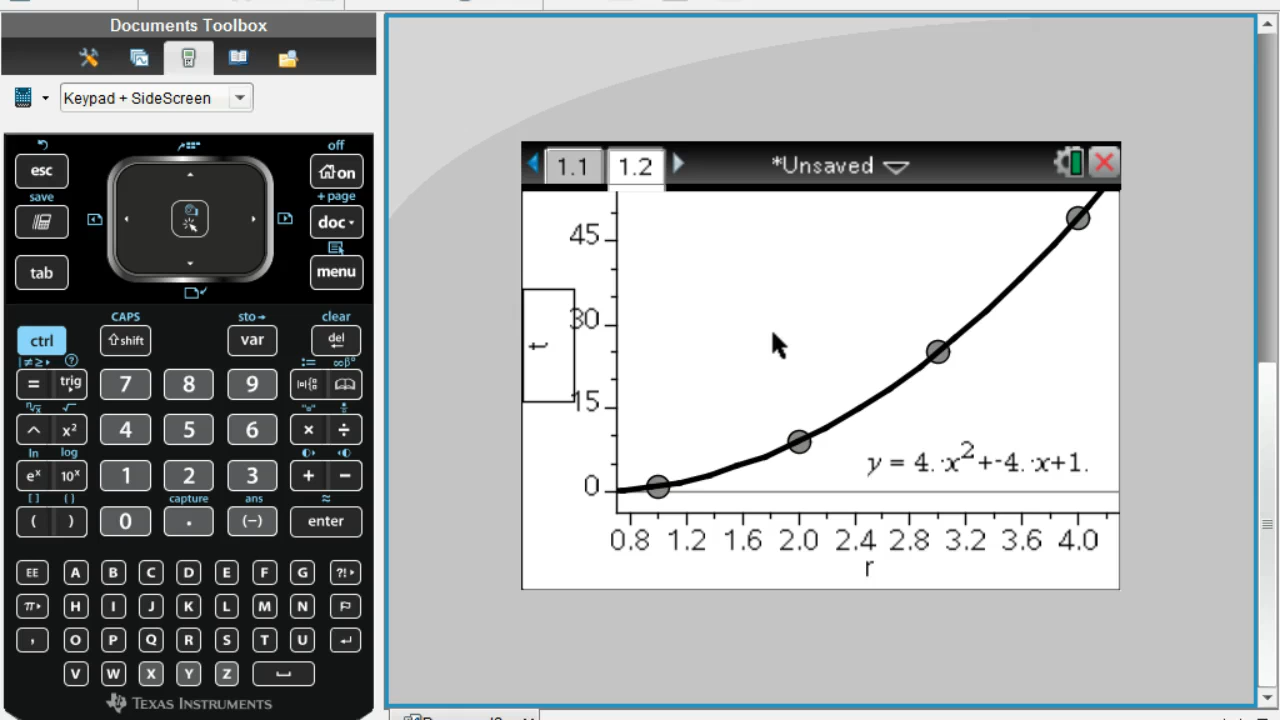 Documents Toolbox
Keypad + SideScreen
off
esc
on
save
+ page
doc
tab
menu
CAPS
sto→
clear
ctrl
⇧shift
var
del
|≠≥▸
:=
∞β°
=
trig
7
8
9
|□|{
ⁿ√x
√
"□"
÷
^
x²
4
5
6
×
÷
ln
log
eˣ
10ˣ
1
2
3
+
−
[ ]
{ }
capture
ans
≈
(
)
0
.
(−)
enter
EE
A
B
C
D
E
F
G
?!▸
π▸
H
I
J
K
L
M
N
,
O
P
Q
R
S
T
U
V
W
X
Y
Z
TEXAS INSTRUMENTS
1.1
1.2
*Unsaved
45
30
t
15
y = 4.·x²+-4.·x+1.
0
0.8 1.2 1.6 2.0 2.4 2.8 3.2 3.6 4.0
r